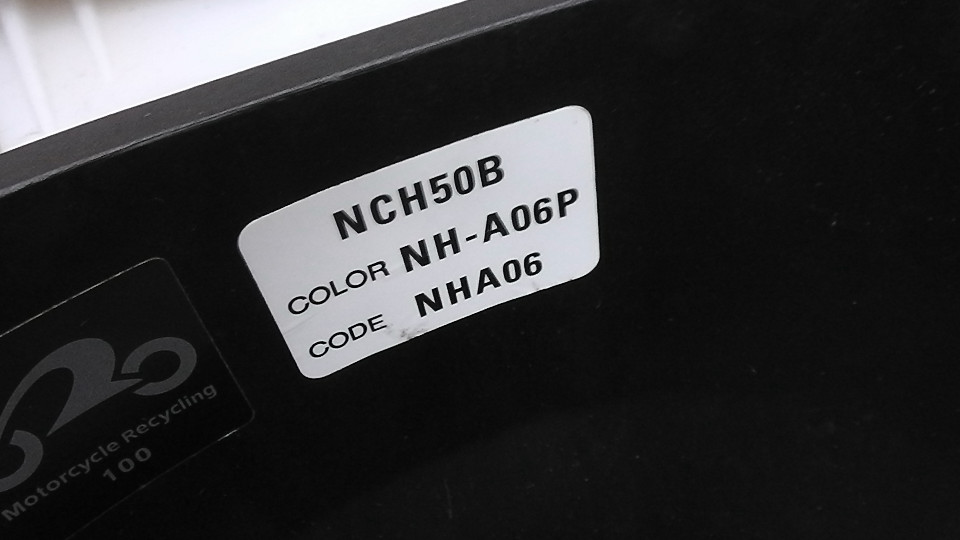 NCH50B
COLOR NH-A06P
CODE NHA06
Motorcycle Recycling
100